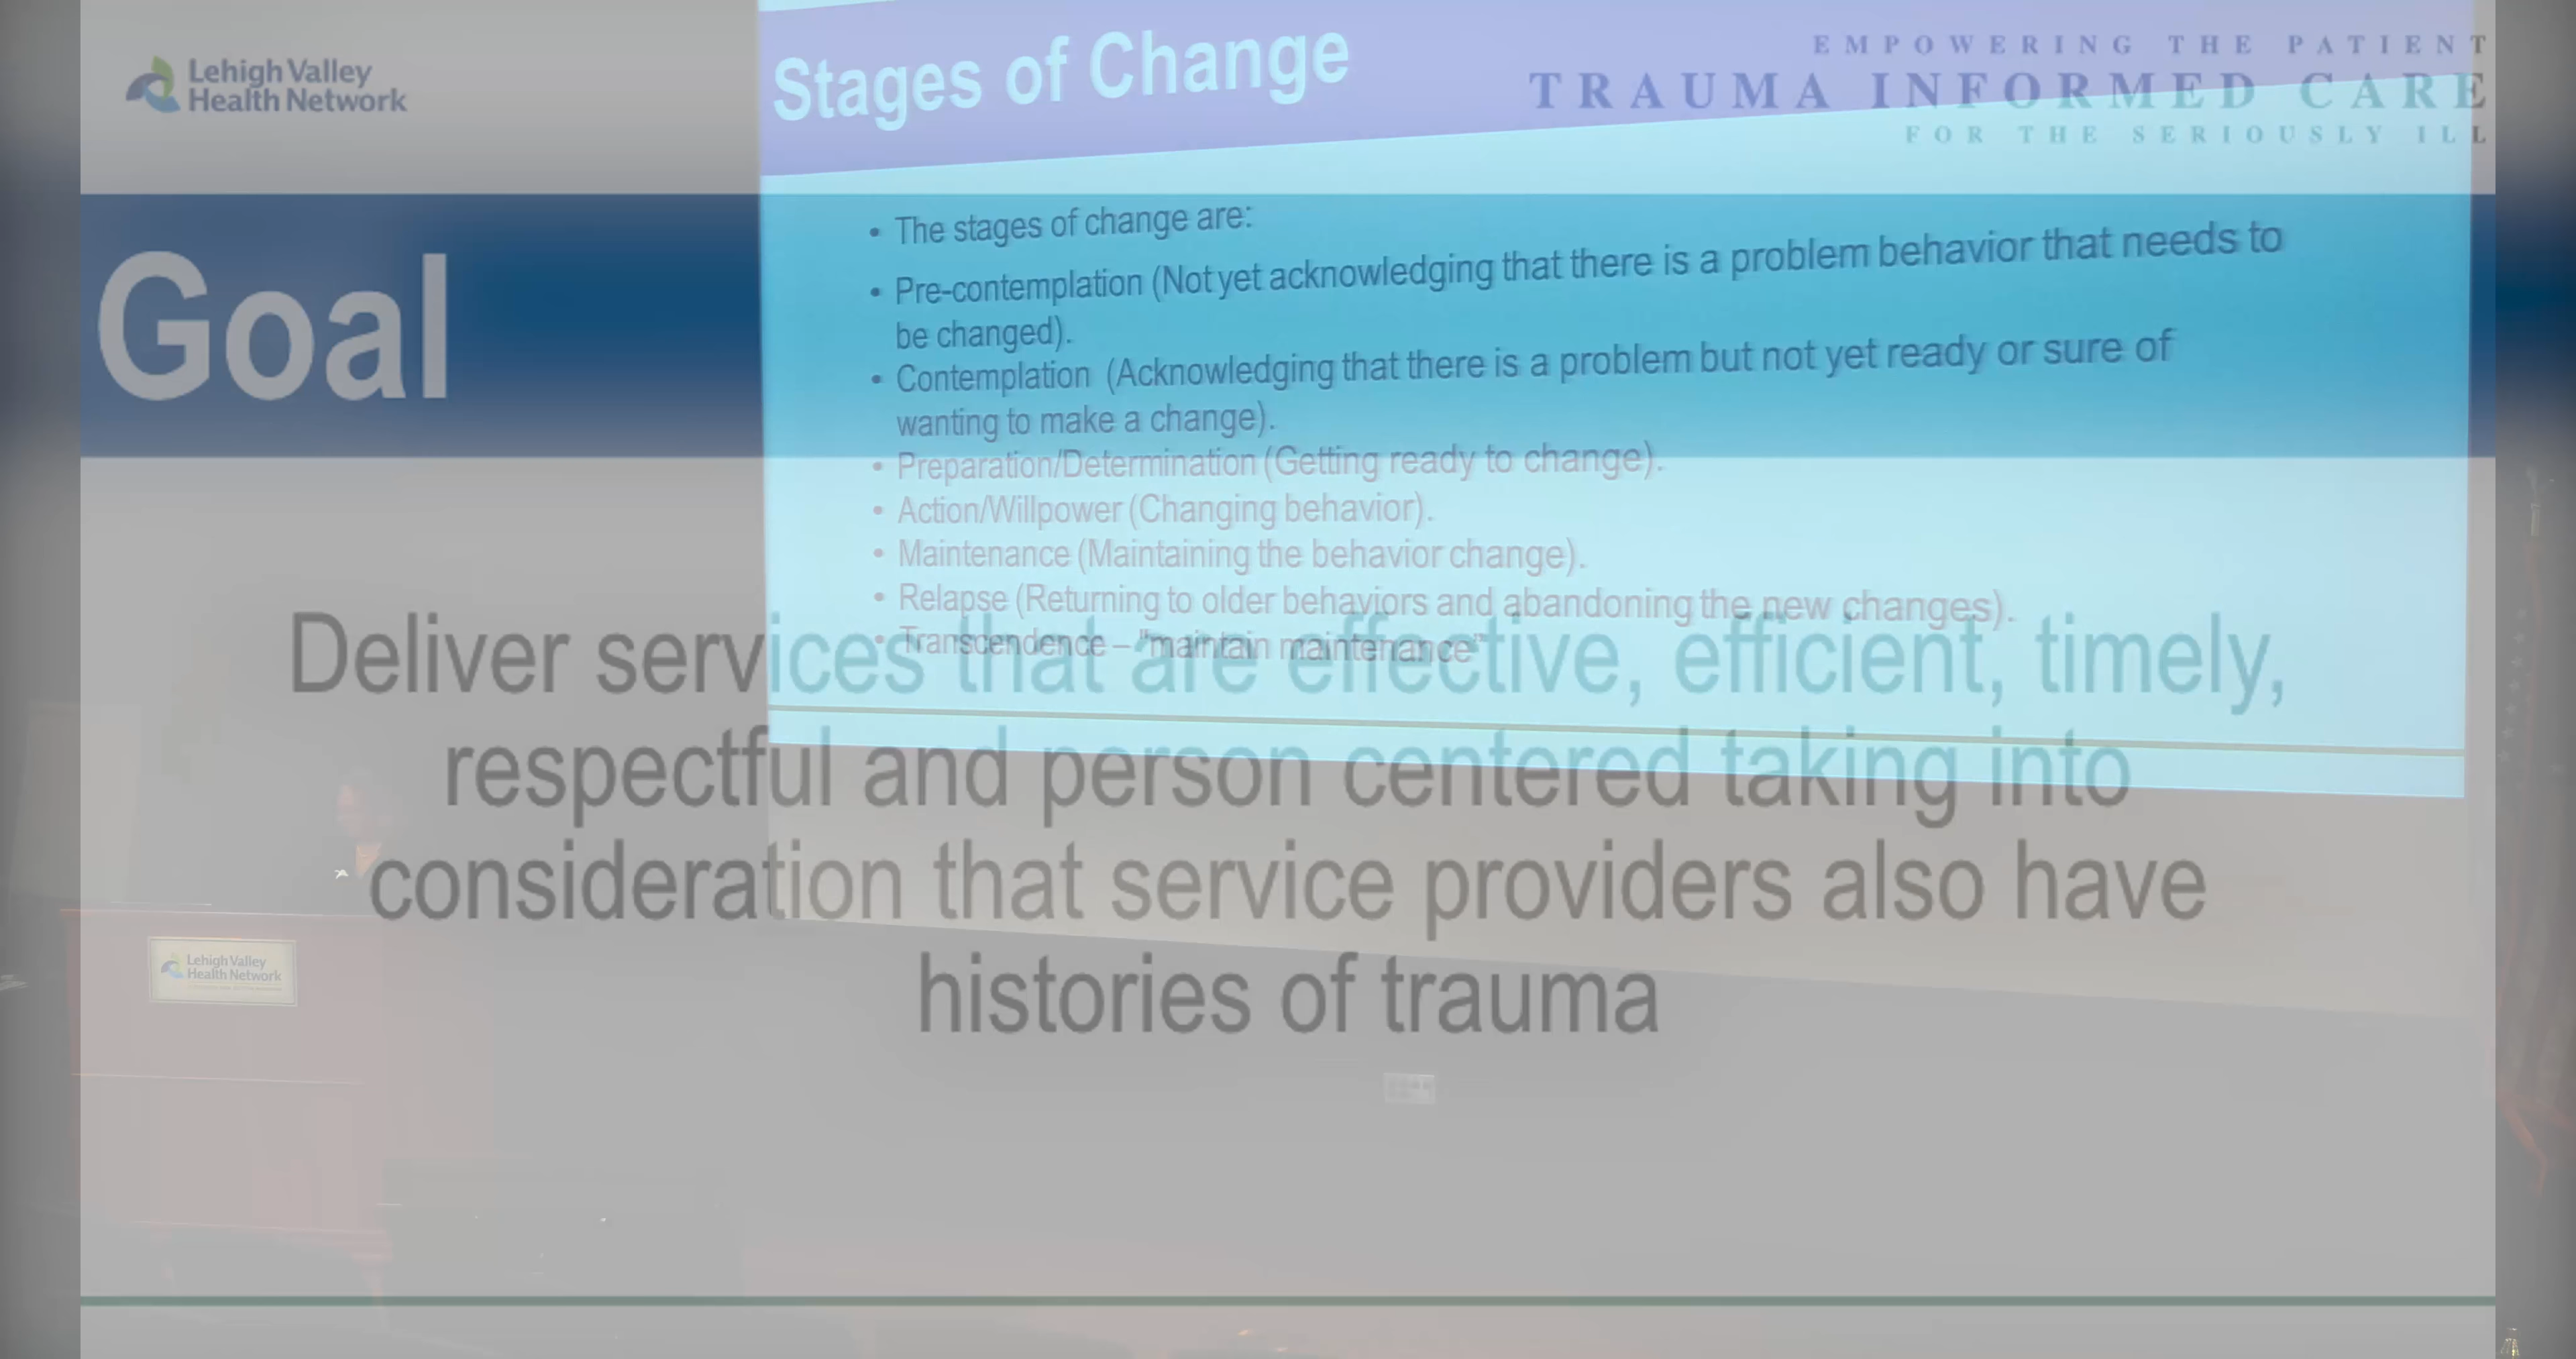 Lehigh Valley
Health Network
EMPOWERING THE PATIENT
TRAUMA INFORMED CARE
FOR THE SERIOUSLY ILL
Stages of Change
• The stages of change are:
• Pre-contemplation (Not yet acknowledging that there is a problem behavior that needs to
be changed).
• Contemplation (Acknowledging that there is a problem but not yet ready or sure of
wanting to make a change).
• Preparation/Determination (Getting ready to change).
• Action/Willpower (Changing behavior).
• Maintenance (Maintaining the behavior change).
• Relapse (Returning to older behaviors and abandoning the new changes).
• Transcendence – "maintain maintenance"
Goal
Deliver services that are effective, efficient, timely,
respectful and person centered taking into
consideration that service providers also have
histories of trauma
Lehigh Valley
Health Network